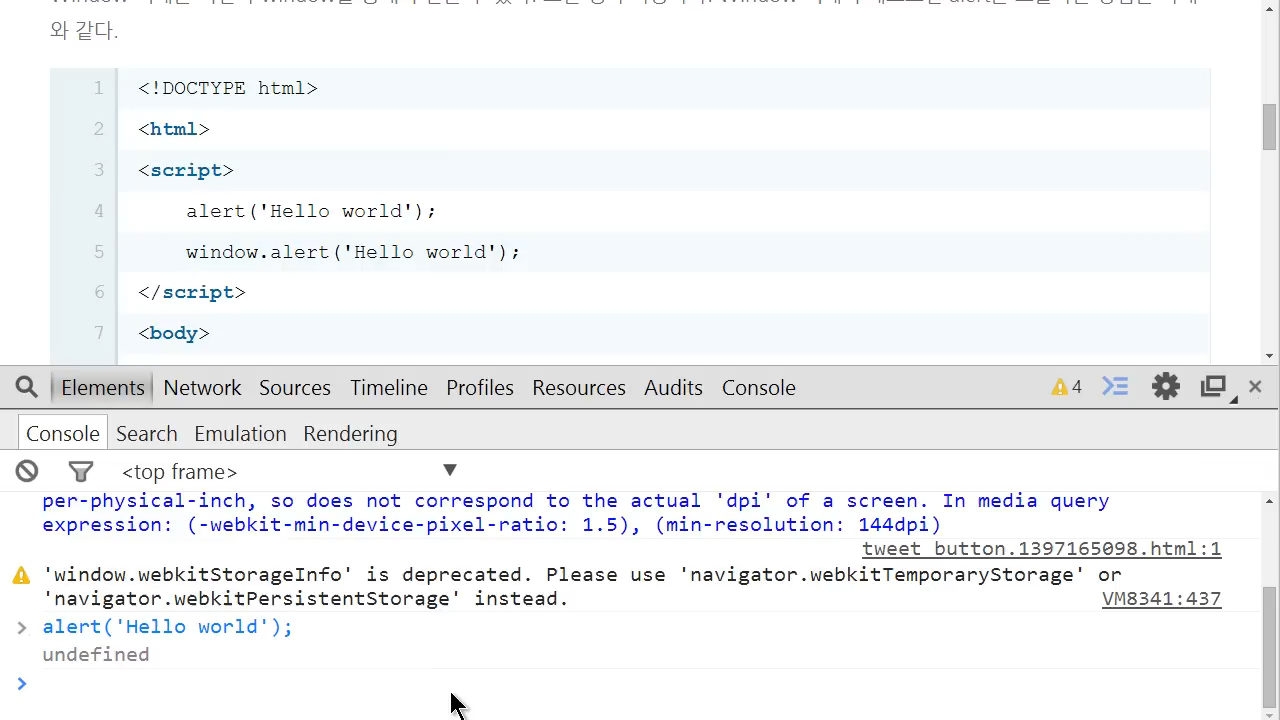 와 같다.
1 <!DOCTYPE html>
2 <html>
3 <script>
4 alert('Hello world');
5 window.alert('Hello world');
6 </script>
7 <body>
Elements Network Sources Timeline Profiles Resources Audits Console 4
Console Search Emulation Rendering
<top frame>
per-physical-inch, so does not correspond to the actual 'dpi' of a screen. In media query
expression: (-webkit-min-device-pixel-ratio: 1.5), (min-resolution: 144dpi)
tweet_button.1397165098.html:1
'window.webkitStorageInfo' is deprecated. Please use 'navigator.webkitTemporaryStorage' or
'navigator.webkitPersistentStorage' instead. VM8341:437
> alert('Hello world');
undefined
>